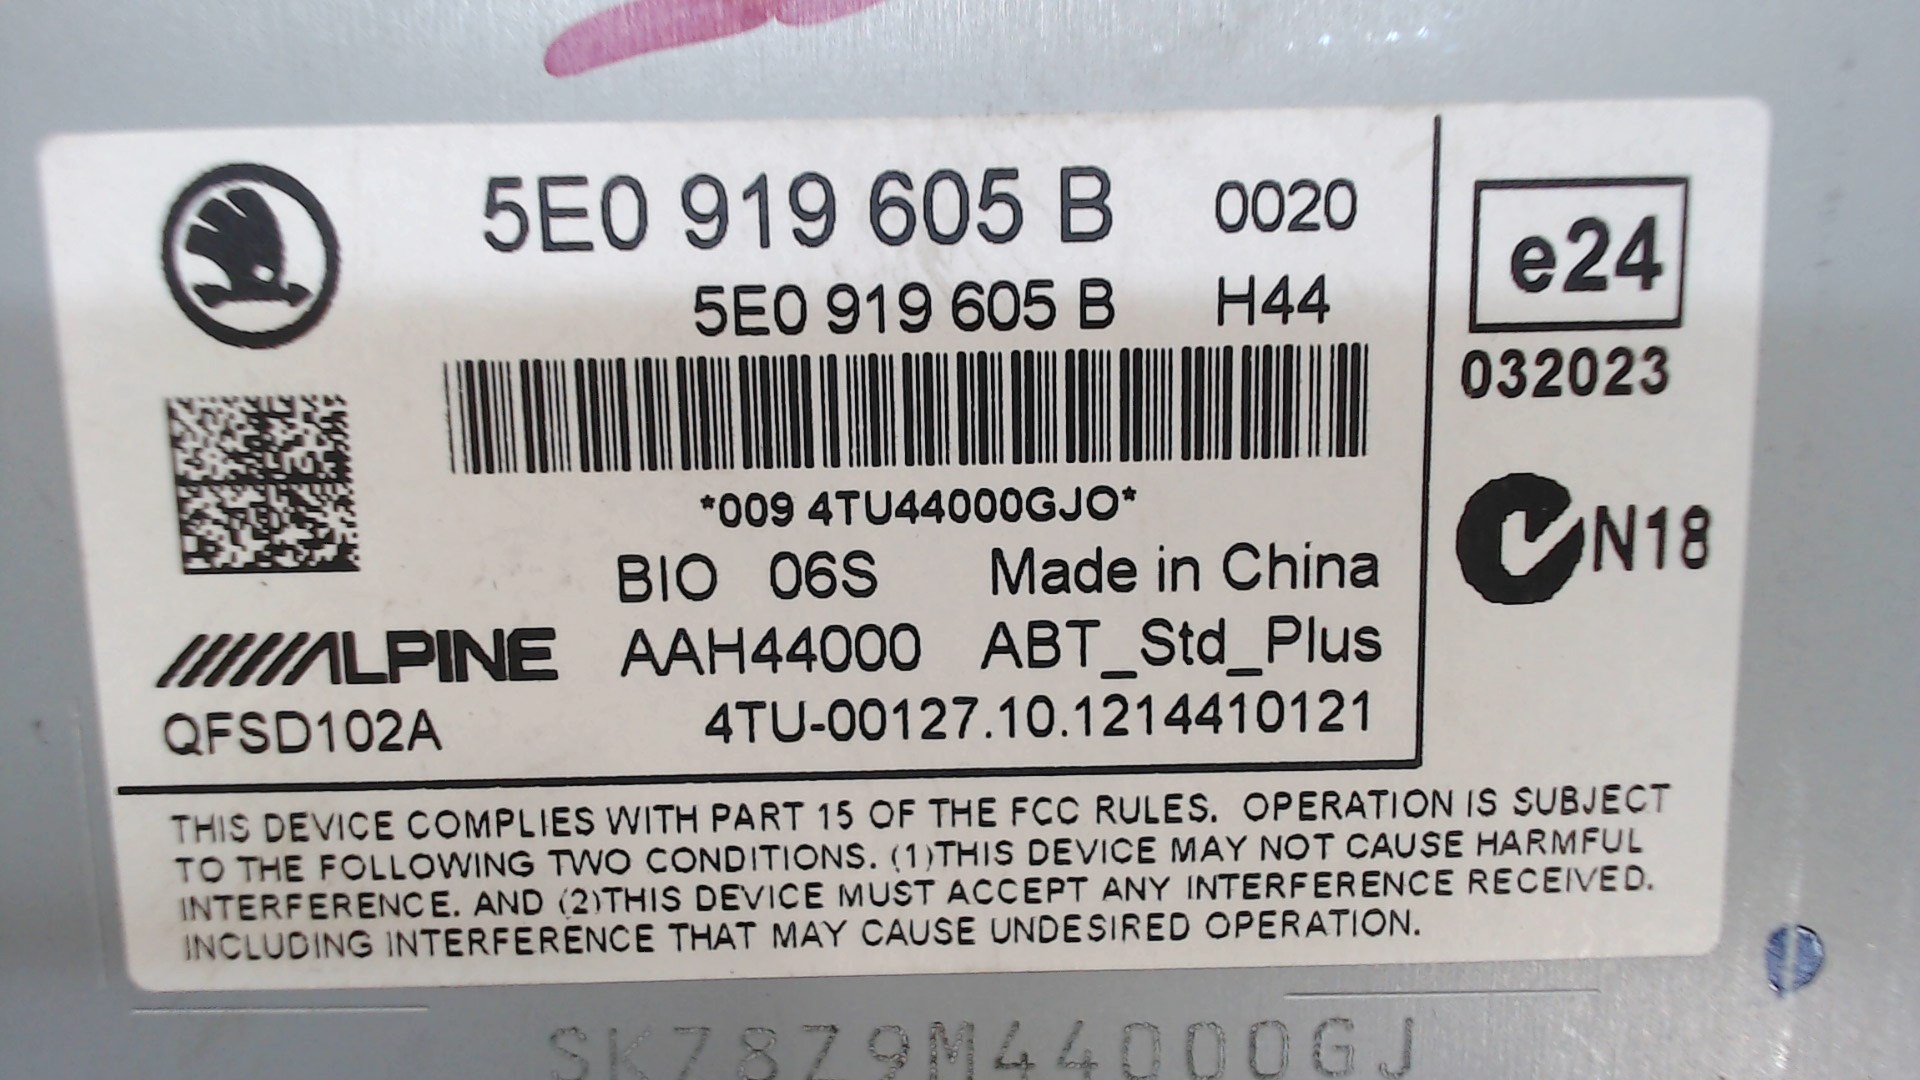 5E0 919 605 B 0020
5E0 919 605 B H44
e24
032023
*009 4TU44000GJO*
N18
BIO 06S Made in China
ALPINE AAH44000 ABT_Std_Plus
QFSD102A 4TU-00127.10.1214410121
THIS DEVICE COMPLIES WITH PART 15 OF THE FCC RULES. OPERATION IS SUBJECT
TO THE FOLLOWING TWO CONDITIONS. (1)THIS DEVICE MAY NOT CAUSE HARMFUL
INTERFERENCE. AND (2)THIS DEVICE MUST ACCEPT ANY INTERFERENCE RECEIVED.
INCLUDING INTERFERENCE THAT MAY CAUSE UNDESIRED OPERATION.
SK78Z9M44000GJ